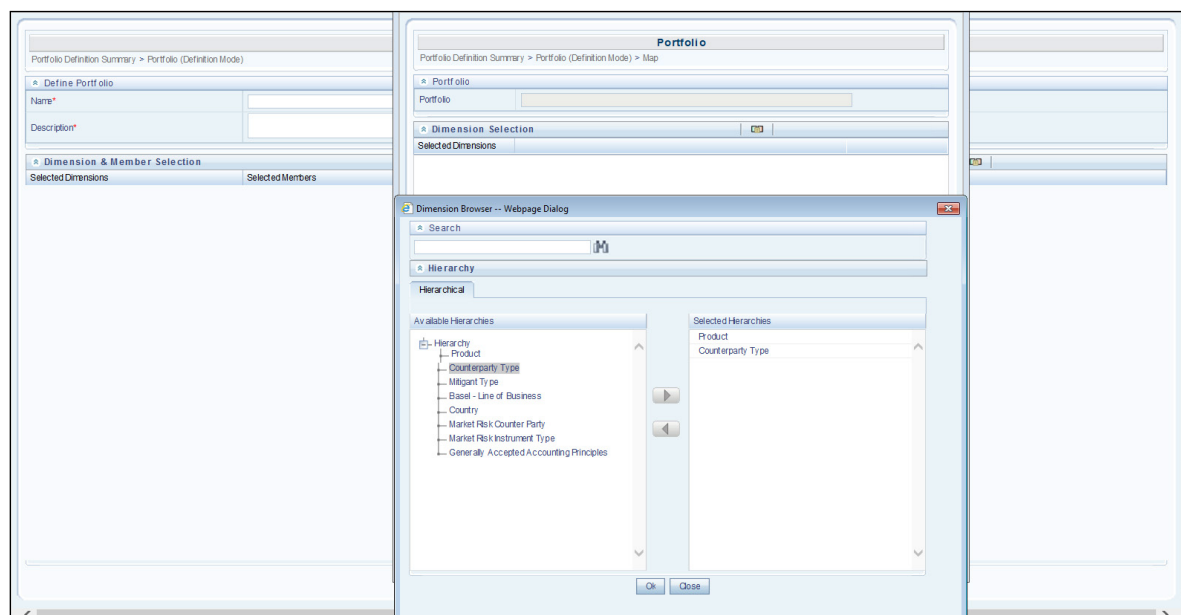 Portfolio Definition Summary > Portfolio (Definition Mode)
Define Portfolio
Name*
Description*
Dimension & Member Selection
Selected Dimensions Selected Members
Portfolio
Portfolio Definition Summary > Portfolio (Definition Mode) > Map
Portfolio
Portfolio
Dimension Selection
Selected Dimensions
Dimension Browser -- Webpage Dialog
Search
Hierarchy
Hierarchical
Available Hierarchies
Hierarchy
Product
Counterparty Type
Mitigant Type
Basel - Line of Business
Country
Market Risk Counter Party
Market Risk Instrument Type
Generally Accepted Accounting Principles
Selected Hierarchies
Product
Counterparty Type
Ok Close